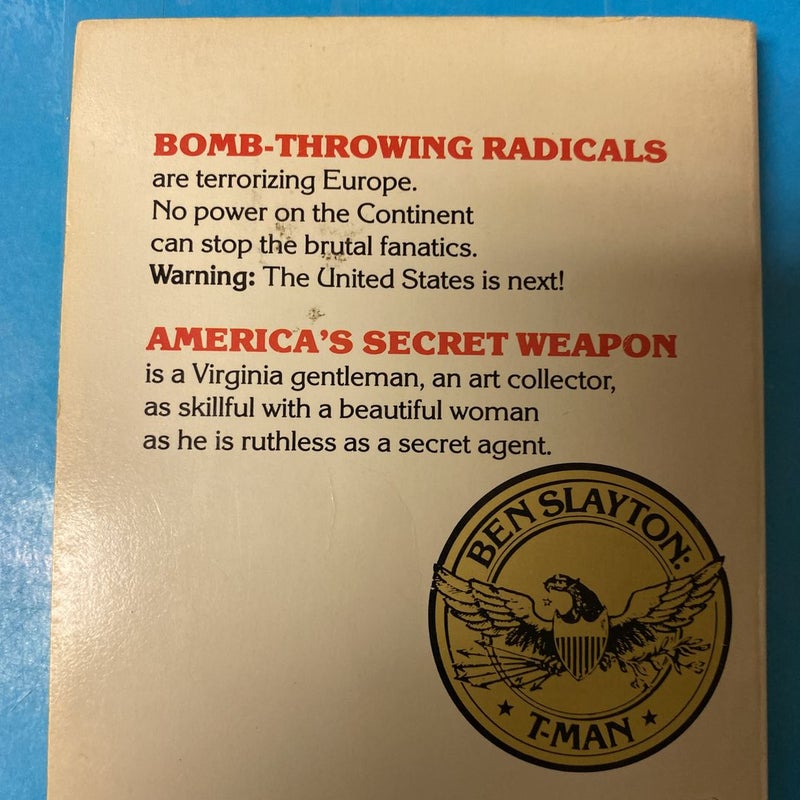 BOMB-THROWING RADICALS
are terrorizing Europe.
No power on the Continent
can stop the brutal fanatics.
Warning: The United States is next!
AMERICA'S SECRET WEAPON
is a Virginia gentleman, an art collector,
as skillful with a beautiful woman
as he is ruthless as a secret agent.
BEN SLAYTON:
T-MAN